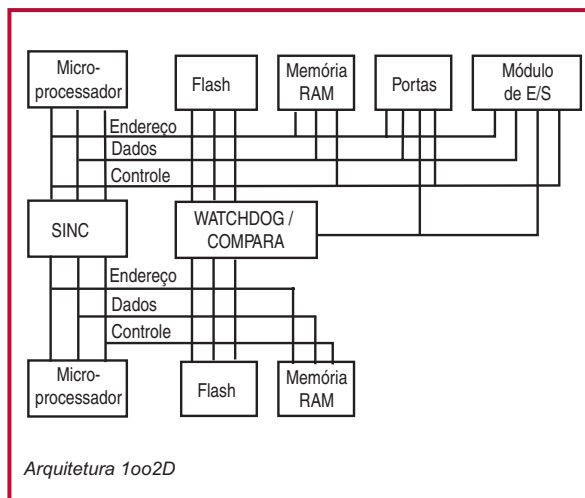 Micro-
processador
Flash
Memória
RAM
Portas
Módulo
de E/S
Endereço
Dados
Controle
SINC
WATCHDOG /
COMPARA
Endereço
Dados
Controle
Micro-
processador
Flash
Memória
RAM
Arquitetura 1oo2D